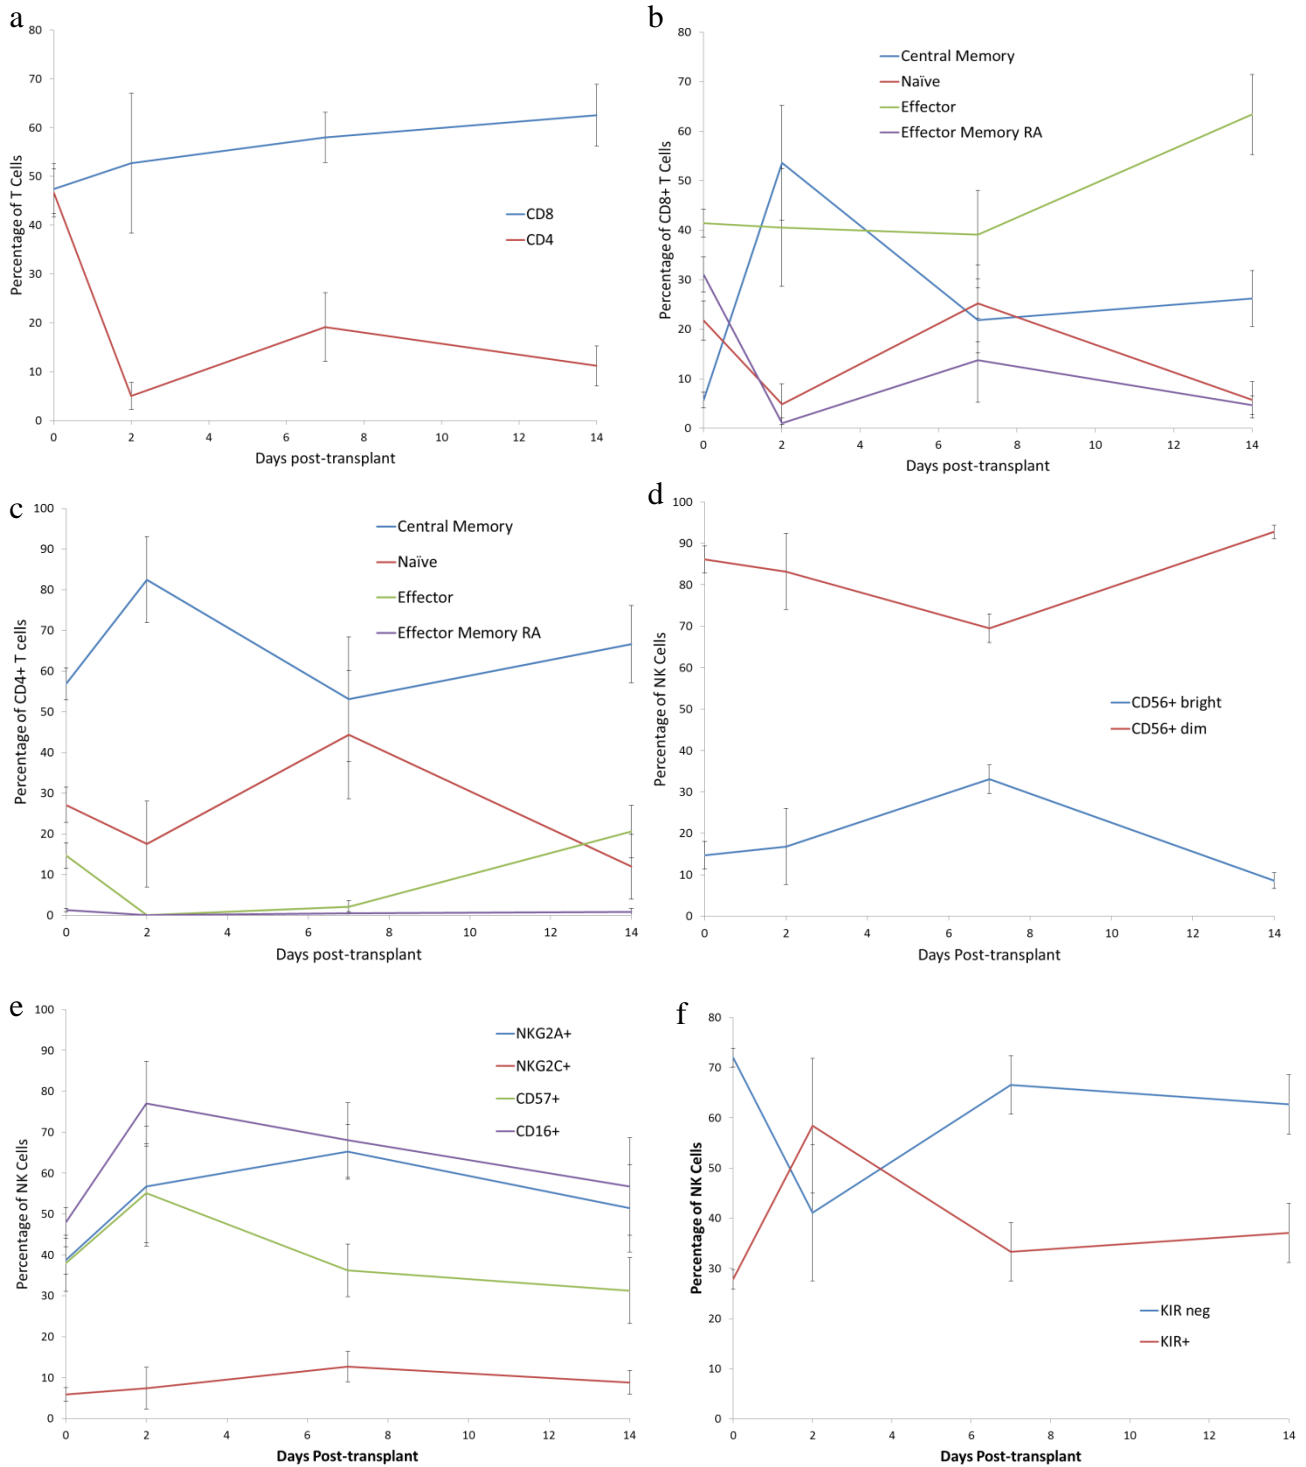 a
80
70
60
50
40
30
20
10
0
Percentage of T Cells
CD8
CD4
0 2 4 6 8 10 12 14
Days post-transplant
b
80
70
60
50
40
30
20
10
0
Percentage of CD8+ T Cells
Central Memory
Naïve
Effector
Effector Memory RA
0 2 4 6 8 10 12 14
Days post-transplant
c
100
90
80
70
60
50
40
30
20
10
0
Percentage of CD4+ T cells
Central Memory
Naïve
Effector
Effector Memory RA
0 2 4 6 8 10 12 14
Days post-transplant
d
100
90
80
70
60
50
40
30
20
10
0
Percentage of NK Cells
CD56+ bright
CD56+ dim
0 2 4 6 8 10 12 14
Days Post-transplant
e
100
90
80
70
60
50
40
30
20
10
0
Percentage of NK Cells
NKG2A+
NKG2C+
CD57+
CD16+
0 2 4 6 8 10 12 14
Days Post-transplant
f
80
70
60
50
40
30
20
10
0
Percentage of NK Cells
KIR neg
KIR+
0 2 4 6 8 10 12 14
Days Post-transplant